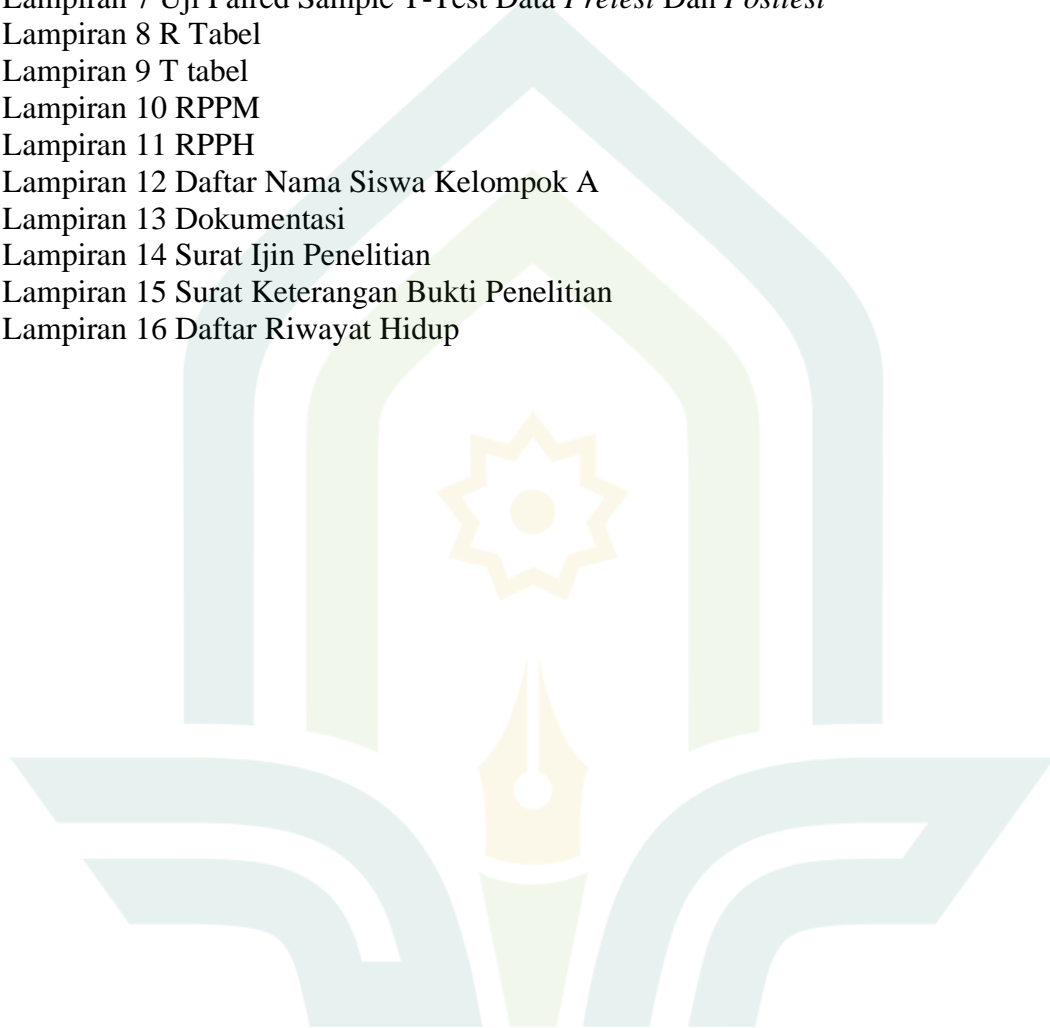 Lampiran 7 Uji Paired Sample T-Test Data Pretest Dan Posttest
Lampiran 8 R Tabel
Lampiran 9 T tabel
Lampiran 10 RPPM
Lampiran 11 RPPH
Lampiran 12 Daftar Nama Siswa Kelompok A
Lampiran 13 Dokumentasi
Lampiran 14 Surat Ijin Penelitian
Lampiran 15 Surat Keterangan Bukti Penelitian
Lampiran 16 Daftar Riwayat Hidup